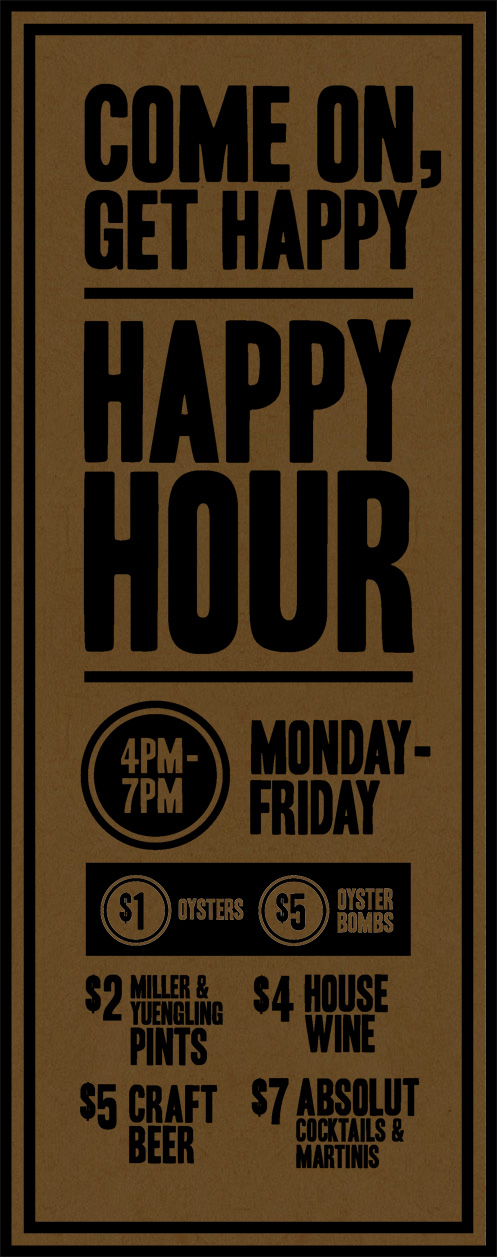 COME ON,
GET HAPPY
HAPPY
HOUR
4PM-
7PM
MONDAY-
FRIDAY
$1 OYSTERS
$5 OYSTER
BOMBS
$2 MILLER &
YUENGLING
PINTS
$4 HOUSE
WINE
$5 CRAFT
BEER
$7 ABSOLUT
COCKTAILS &
MARTINIS